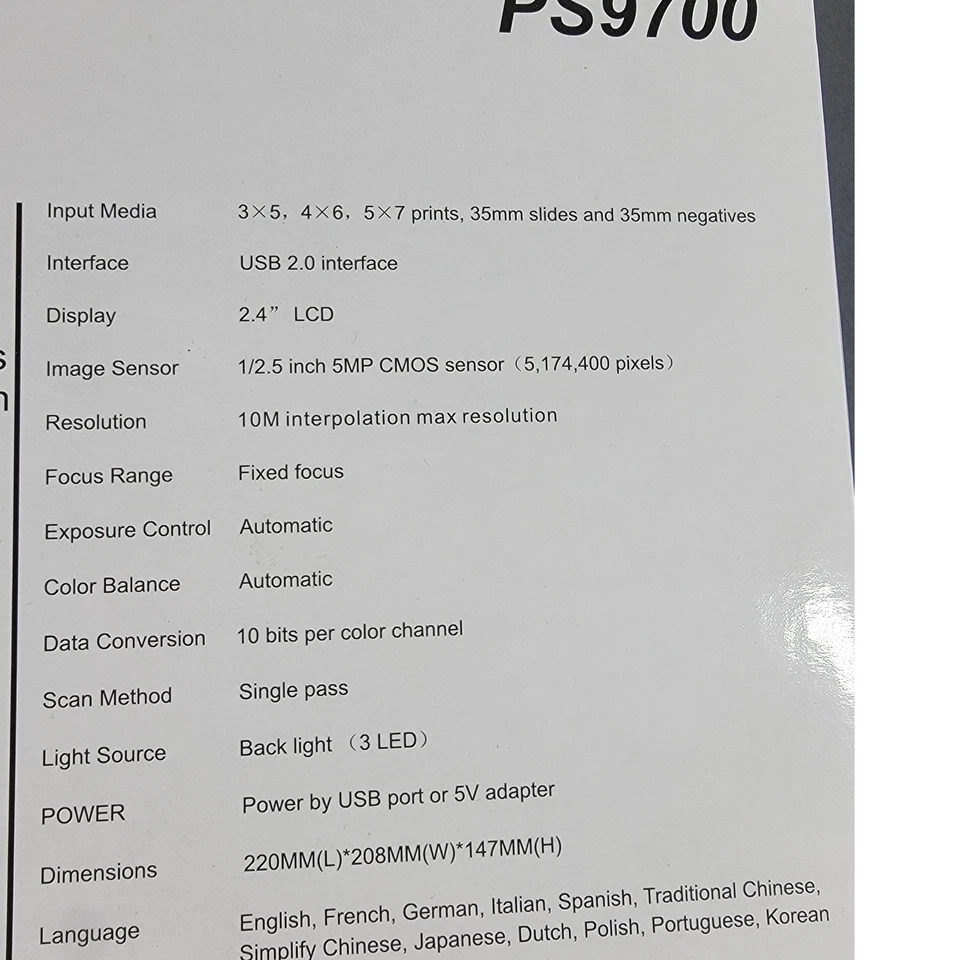 PS9700
Input Media 3×5，4×6，5×7 prints, 35mm slides and 35mm negatives
Interface USB 2.0 interface
Display 2.4” LCD
Image Sensor 1/2.5 inch 5MP CMOS sensor（5,174,400 pixels）
Resolution 10M interpolation max resolution
Focus Range Fixed focus
Exposure Control Automatic
Color Balance Automatic
Data Conversion 10 bits per color channel
Scan Method Single pass
Light Source Back light （3 LED）
POWER Power by USB port or 5V adapter
Dimensions 220MM(L)*208MM(W)*147MM(H)
Language English, French, German, Italian, Spanish, Traditional Chinese,
Simplify Chinese, Japanese, Dutch, Polish, Portuguese, Korean